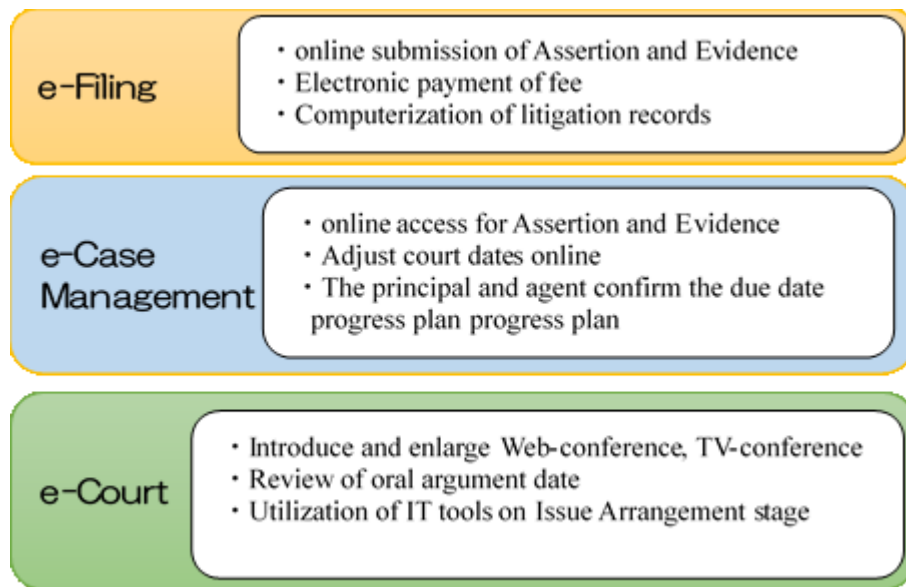 e-Filing
・online submission of Assertion and Evidence
・Electronic payment of fee
・Computerization of litigation records
e-Case
Management
・online access for Assertion and Evidence
・Adjust court dates online
・The principal and agent confirm the due date
progress plan progress plan
e-Court
・Introduce and enlarge Web-conference, TV-conference
・Review of oral argument date
・Utilization of IT tools on Issue Arrangement stage